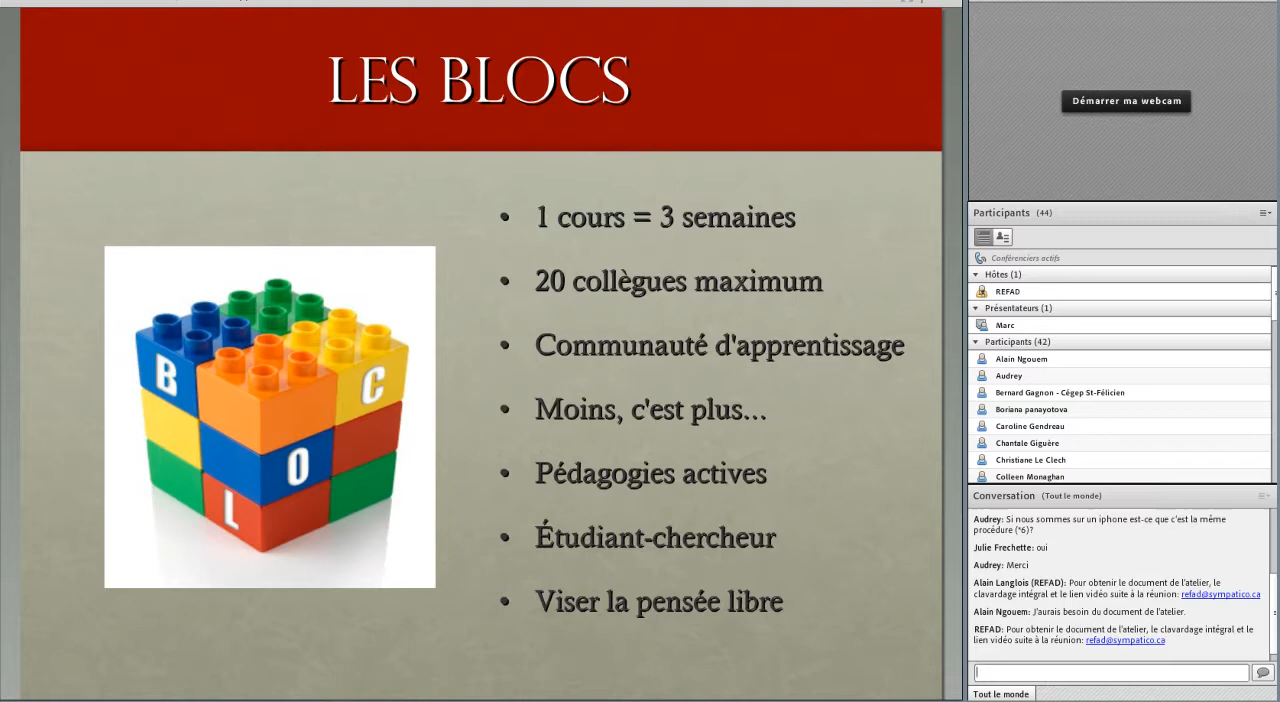 LES BLOCS
• 1 cours = 3 semaines
• 20 collègues maximum
• Communauté d'apprentissage
• Moins, c'est plus...
• Pédagogies actives
• Étudiant-chercheur
• Viser la pensée libre
B
C
O
L
Démarrer ma webcam
Participants (44)
Conférenciers actifs
Hôtes (1)
REFAD
Présentateurs (1)
Marc
Participants (42)
Alain Ngouem
Audrey
Bernard Gagnon - Cégep St-Félicien
Boriana panayotova
Caroline Gendreau
Chantale Giguère
Christiane Le Clech
Colleen Monaghan
Conversation (Tout le monde)
Audrey: Si nous sommes sur un iphone est-ce que c'est la même
procédure (*6)?
Julie Frechette: oui
Audrey: Merci
Alain Langlois (REFAD): Pour obtenir le document de l'atelier, le
clavardage intégral et le lien vidéo suite à la réunion: refad@sympatico.ca
Alain Ngouem: J'aurais besoin du document de l'atelier.
REFAD: Pour obtenir le document de l'atelier, le clavardage intégral et le
lien vidéo suite à la réunion: refad@sympatico.ca
Tout le monde